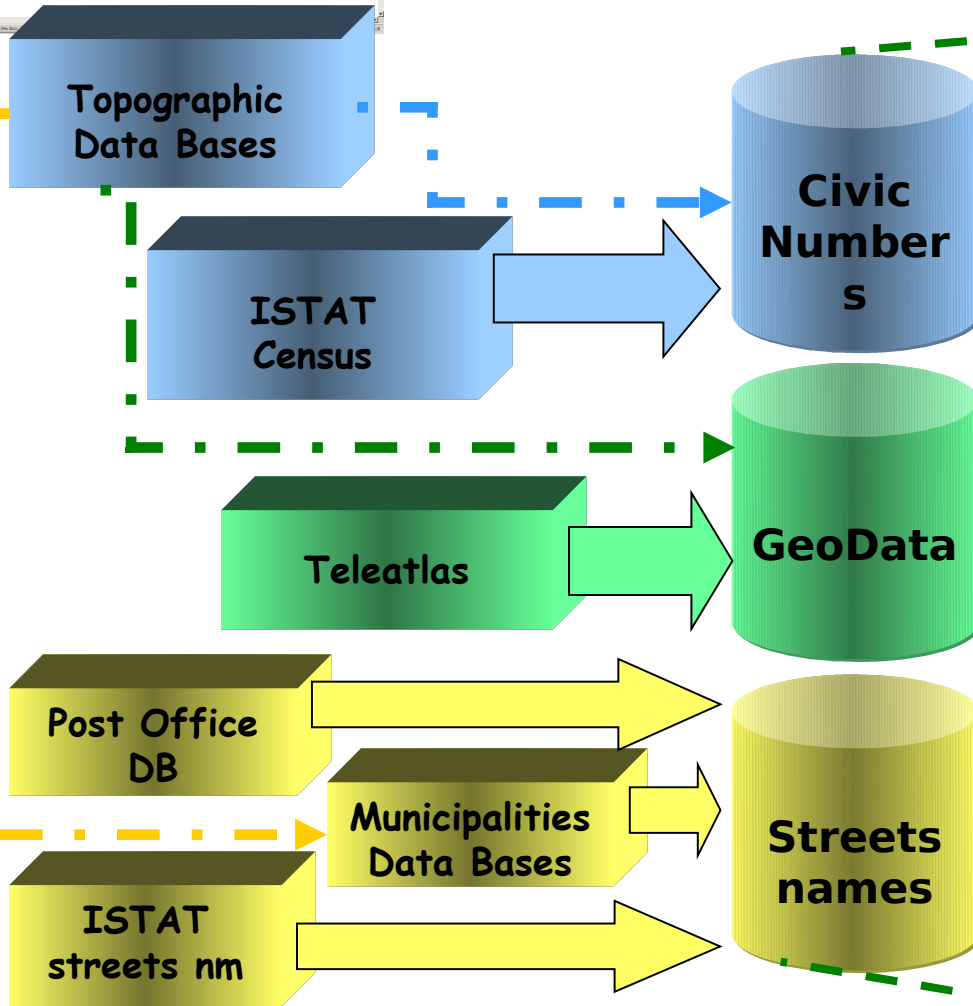 Topographic
Data Bases
Civic
Number
s
ISTAT
Census
GeoData
Teleatlas
Post Office
DB
Municipalities
Data Bases
Streets
names
ISTAT
streets nm